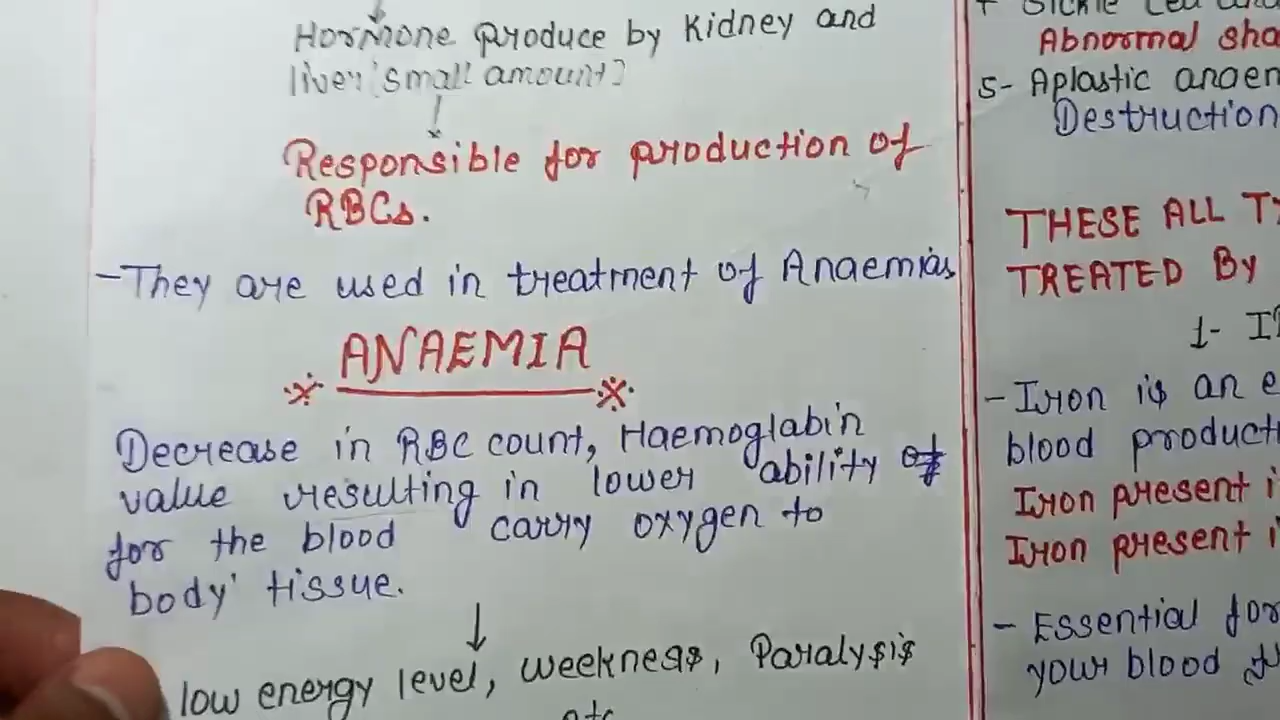 Hormone produce by Kidney and
liver (small amount)
Responsible for production of
RBCs.
- They are used in treatment of Anaemias
ANAEMIA
Decrease in RBC count, Haemoglabin
value resulting in lower ability of
for the blood carry oxygen to
body' tissue.
low energy level, weekness, Paralysis
etc
Abnormal sha
5- Aplastic anaem
Destruction
THESE ALL TY
TREATED By
1- I
- Iron is an e
blood producti
Iron present i
Iron present i
- Essential for
your blood